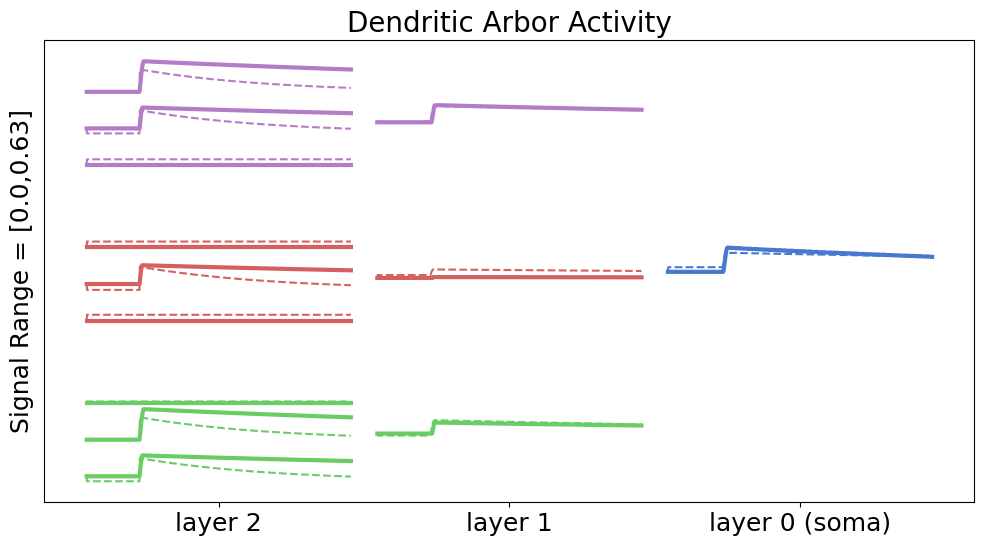 Dendritic Arbor Activity
Signal Range = [0.0,0.63]
layer 2
layer 1
layer 0 (soma)